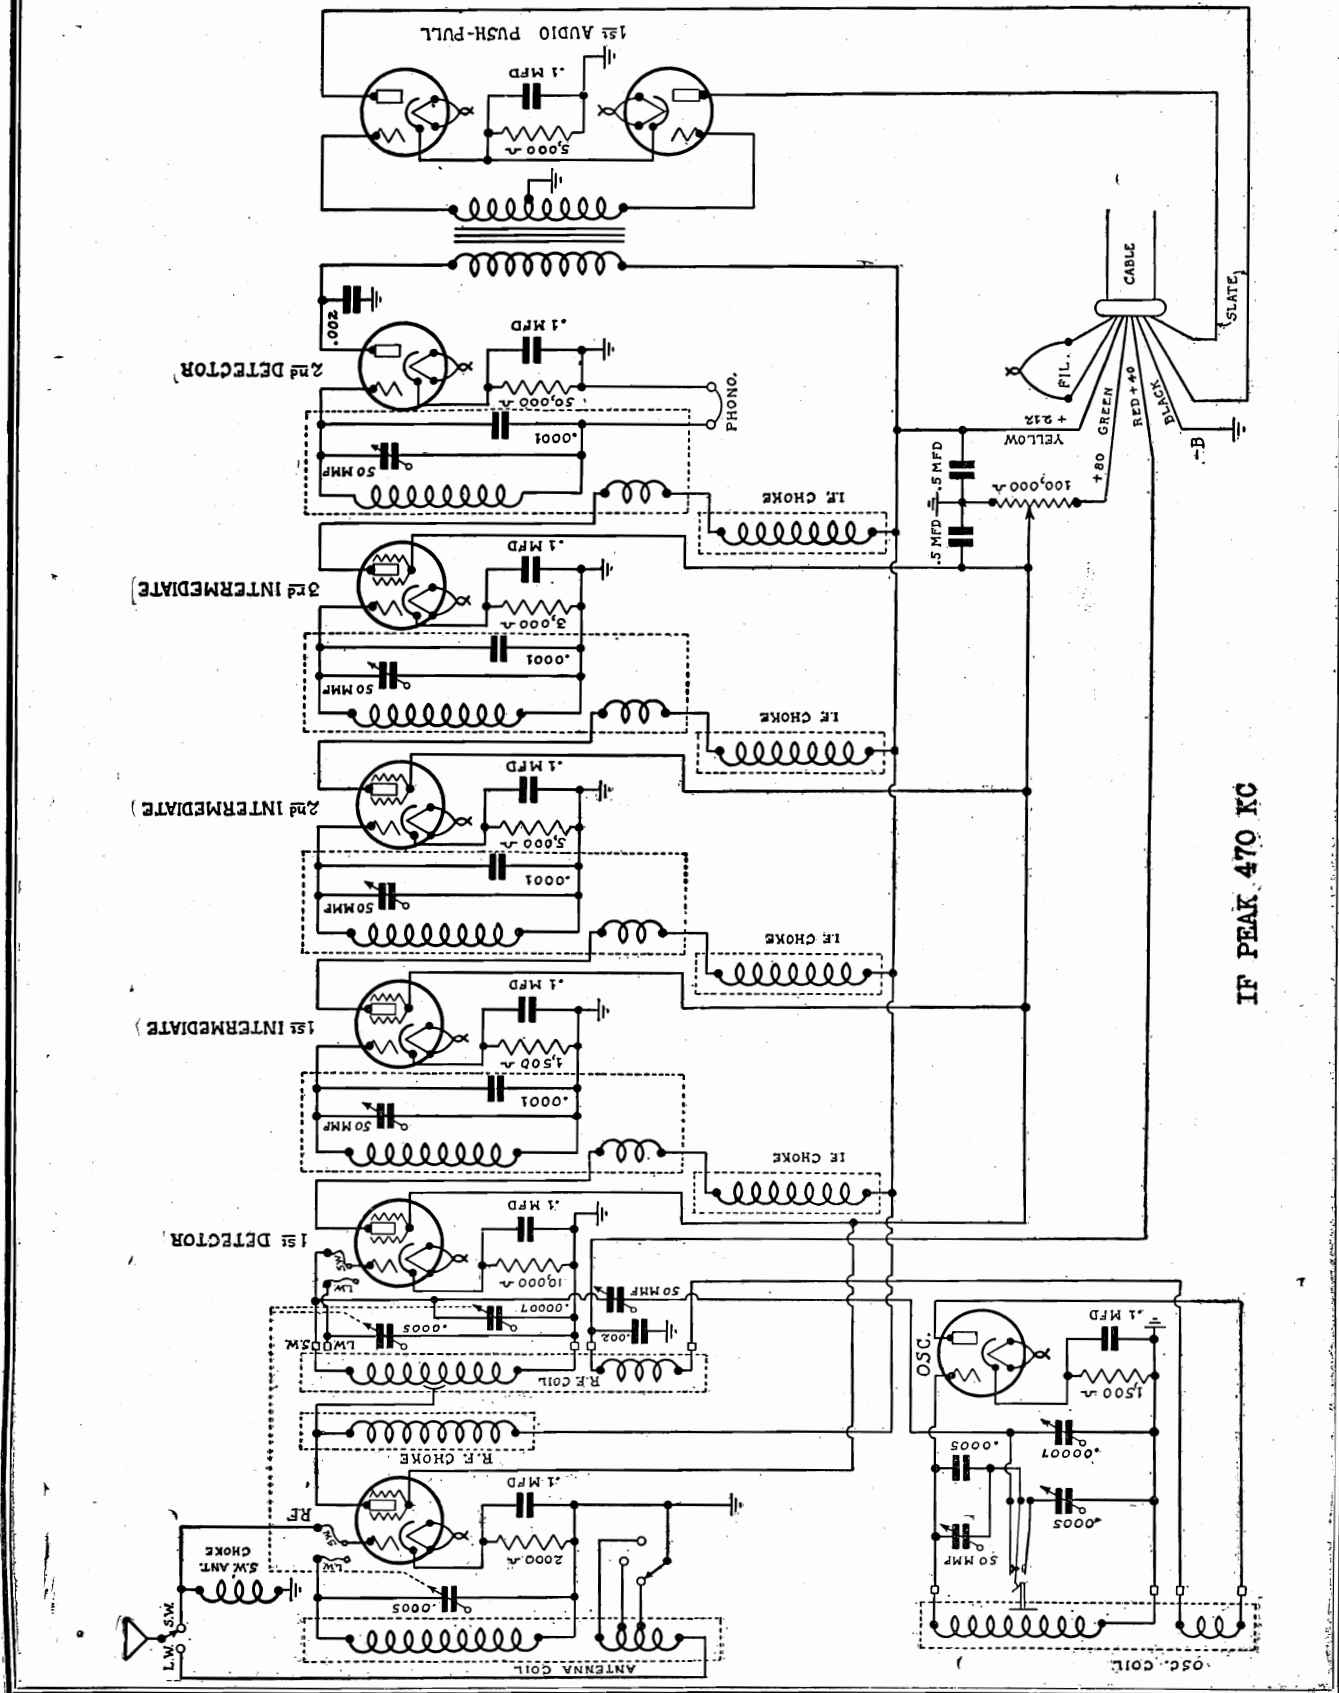 1st AUDIO PUSH-PULL
.1 MFD
5,000 Ω
.002
.1 MFD
2nd DETECTOR
50,000 Ω
PHONO.
.0001
50 MMF
I.F. CHOKE
CABLE
SLATE
FIL.
+212
YELLOW
GREEN
+80
RED +40
BLACK
-B
.5 MFD
100,000 Ω
.5 MFD
.1 MFD
3rd INTERMEDIATE
3,000 Ω
.0001
50 MMF
I.F. CHOKE
.1 MFD
2nd INTERMEDIATE
3,000 Ω
.0001
50 MMF
I.F. CHOKE
IF PEAK 470 KC
.1 MFD
1st INTERMEDIATE
1,500 Ω
.0001
50 MMF
I.F. CHOKE
.1 MFD
1st DETECTOR
S.W.
L.W.
10,000 Ω
50 MMF
.00007
.0005
.002
S.W.
L.W.
R.F. COIL
R.F. CHOKE
OSC.
.1 MFD
1,500 Ω
.00007
.0005
.0005
50 MMF
OSC. COIL
.1 MFD
R.F.
S.W.
L.W.
2000 Ω
S.W. ANT.
CHOKE
.0005
S.W.
L.W.
ANTENNA COIL